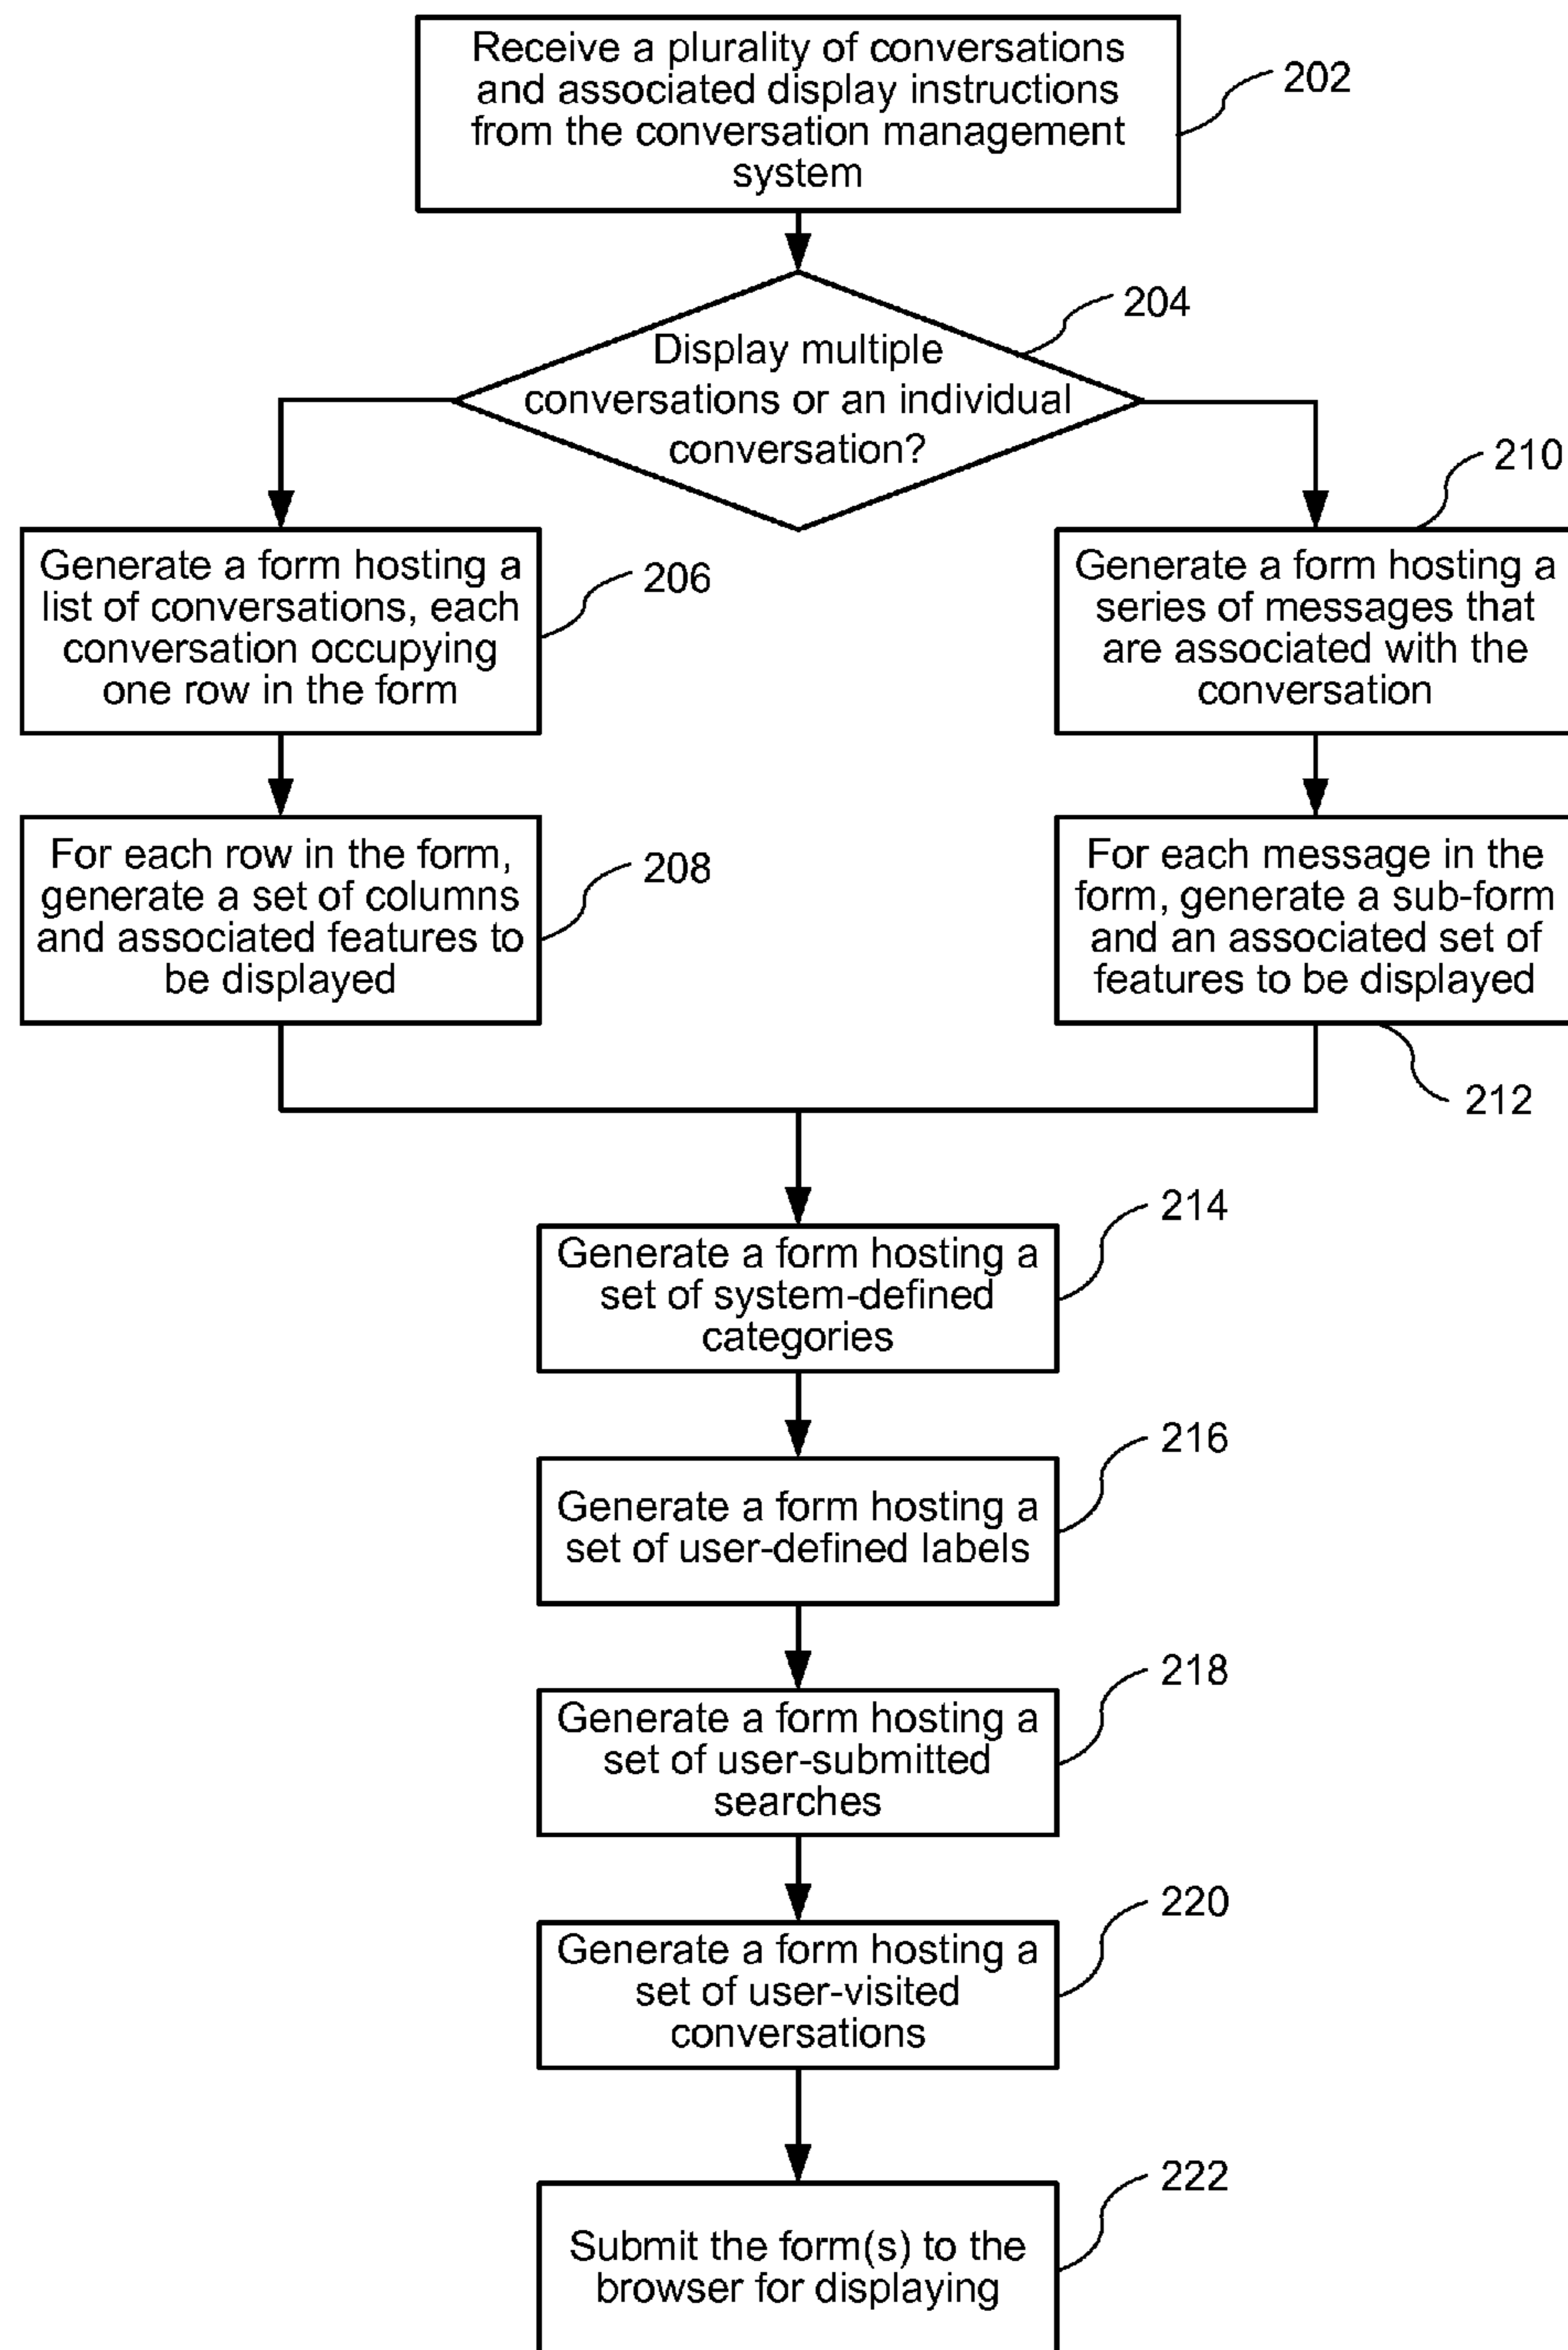 Receive a plurality of conversations
and associated display instructions
from the conversation management
system
202
204
Display multiple
conversations or an individual
conversation?
210
Generate a form hosting a
list of conversations, each
conversation occupying
one row in the form
206
Generate a form hosting a
series of messages that
are associated with the
conversation
For each row in the form,
generate a set of columns
and associated features to
be displayed
208
For each message in the
form, generate a sub-form
and an associated set of
features to be displayed
212
214
Generate a form hosting a
set of system-defined
categories
216
Generate a form hosting a
set of user-defined labels
218
Generate a form hosting a
set of user-submitted
searches
220
Generate a form hosting a
set of user-visited
conversations
222
Submit the form(s) to the
browser for displaying